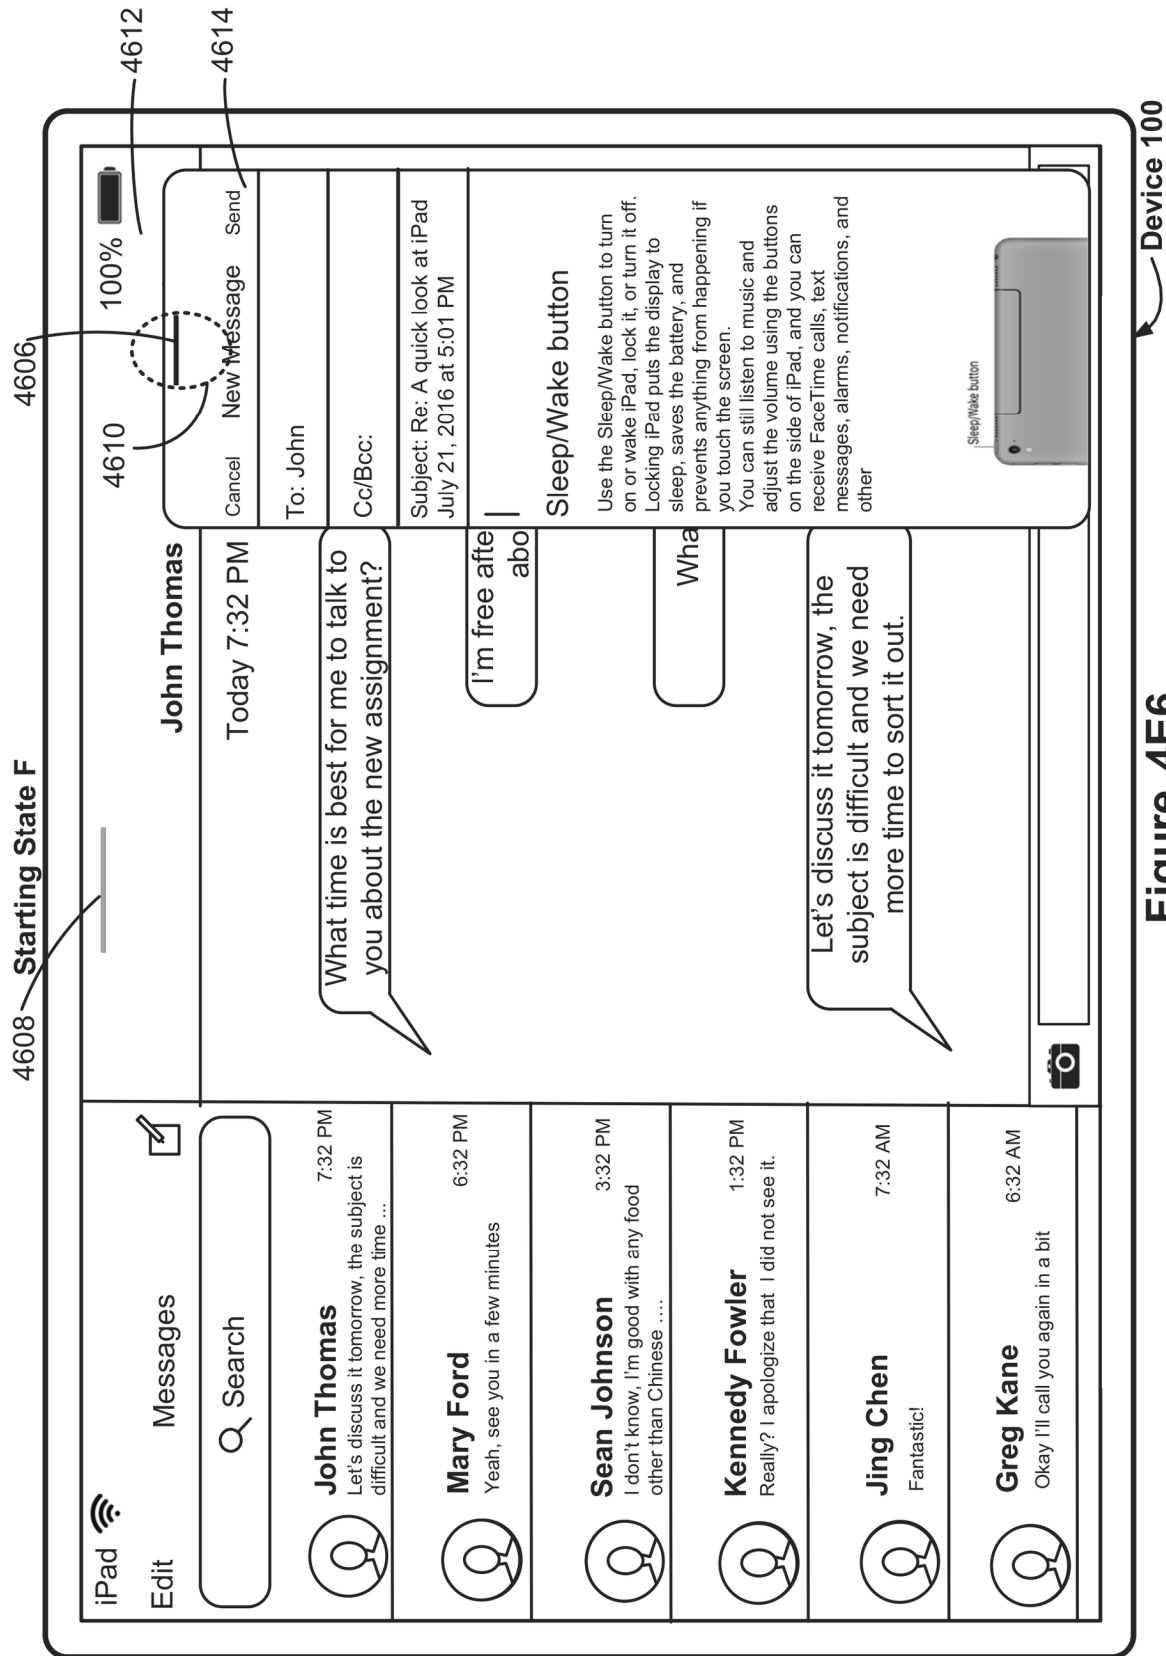 Starting State F
4608
4606
4610
4612
4614
iPad
100%
Edit
Messages
Search
John Thomas
7:32 PM
Let's discuss it tomorrow, the subject is
difficult and we need more time ...
Mary Ford
6:32 PM
Yeah, see you in a few minutes
Sean Johnson
3:32 PM
I don't know, I'm good with any food
other than Chinese ....
Kennedy Fowler
1:32 PM
Really? I apologize that I did not see it.
Jing Chen
7:32 AM
Fantastic!
Greg Kane
6:32 AM
Okay I'll call you again in a bit
John Thomas
Today 7:32 PM
What time is best for me to talk to
you about the new assignment?
I'm free afte
abo
Wha
Let's discuss it tomorrow, the
subject is difficult and we need
more time to sort it out.
Cancel New Message Send
To: John
Cc/Bcc:
Subject: Re: A quick look at iPad
July 21, 2016 at 5:01 PM
Sleep/Wake button
Use the Sleep/Wake button to turn
on or wake iPad, lock it, or turn it off.
Locking iPad puts the display to
sleep, saves the battery, and
prevents anything from happening if
you touch the screen.
You can still listen to music and
adjust the volume using the buttons
on the side of iPad, and you can
receive FaceTime calls, text
messages, alarms, notifications, and
other
Sleep/Wake button
Device 100
Figure 4E6